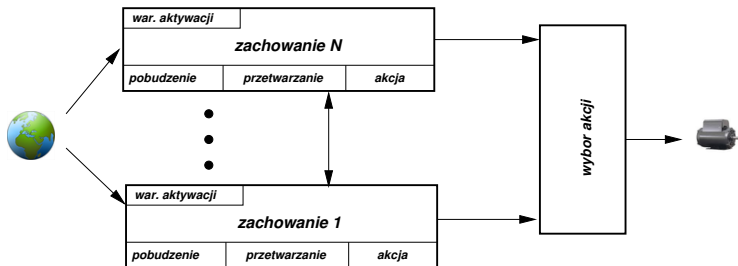 war. aktywacji
zachowanie N
pobudzenie przetwarzanie akcja
wybor akcji
war. aktywacji
zachowanie 1
pobudzenie przetwarzanie akcja